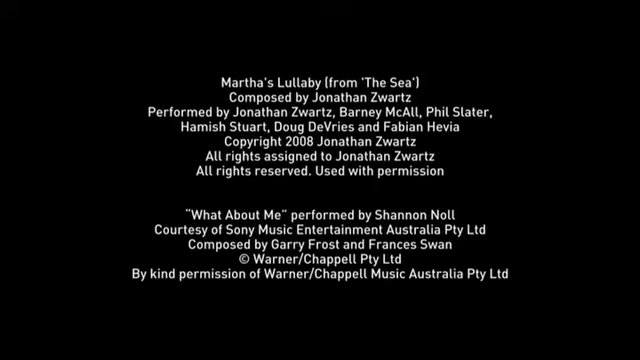 Martha's Lullaby (from 'The Sea')
Composed by Jonathan Zwartz
Performed by Jonathan Zwartz, Barney McAll, Phil Slater,
Hamish Stuart, Doug DeVries and Fabian Hevia
Copyright 2008 Jonathan Zwartz
All rights assigned to Jonathan Zwartz
All rights reserved. Used with permission
“What About Me” performed by Shannon Noll
Courtesy of Sony Music Entertainment Australia Pty Ltd
Composed by Garry Frost and Frances Swan
© Warner/Chappell Pty Ltd
By kind permission of Warner/Chappell Music Australia Pty Ltd